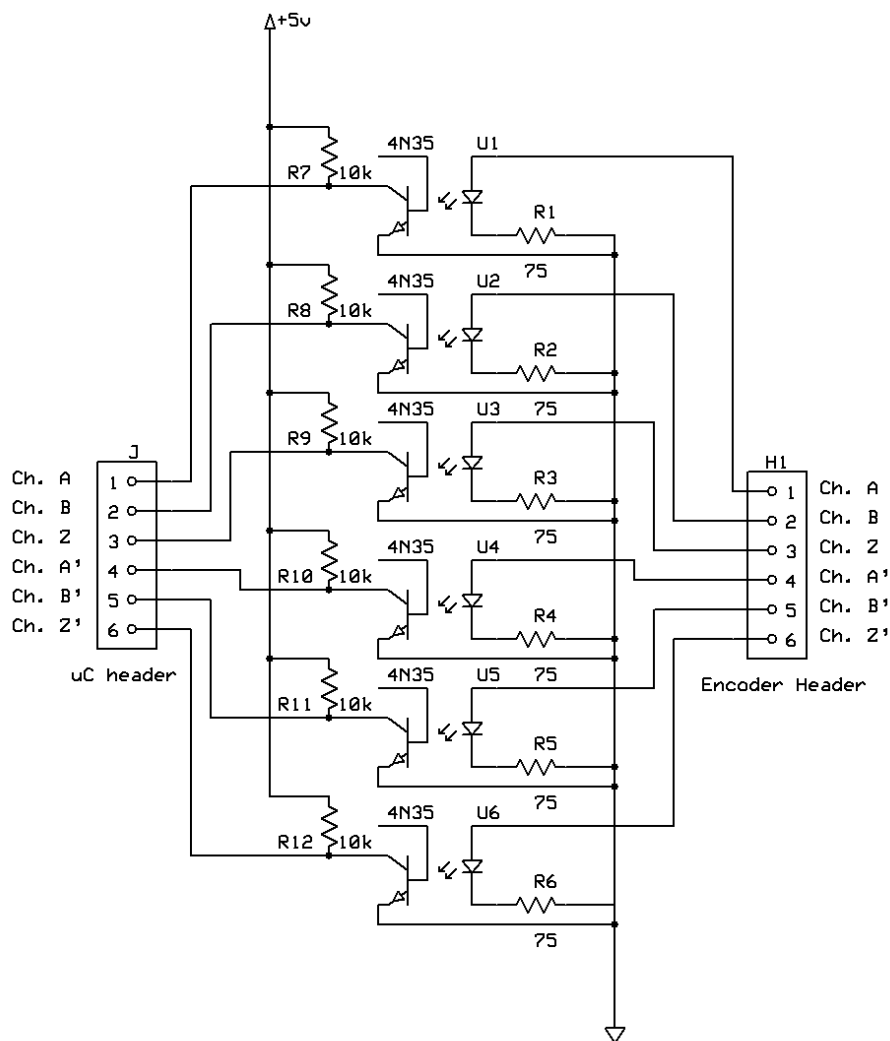 +5v
4N35 U1
R7 10k
R1
75
4N35 U2
R8 10k
R2
75
4N35 U3
R9 10k
R3
75
4N35 U4
R10 10k
R4
75
4N35 U5
R11 10k
R5
75
4N35 U6
R12 10k
R6
75
J
Ch. A 1
Ch. B 2
Ch. Z 3
Ch. A' 4
Ch. B' 5
Ch. Z' 6
uC header
H1
1 Ch. A
2 Ch. B
3 Ch. Z
4 Ch. A'
5 Ch. B'
6 Ch. Z'
Encoder Header